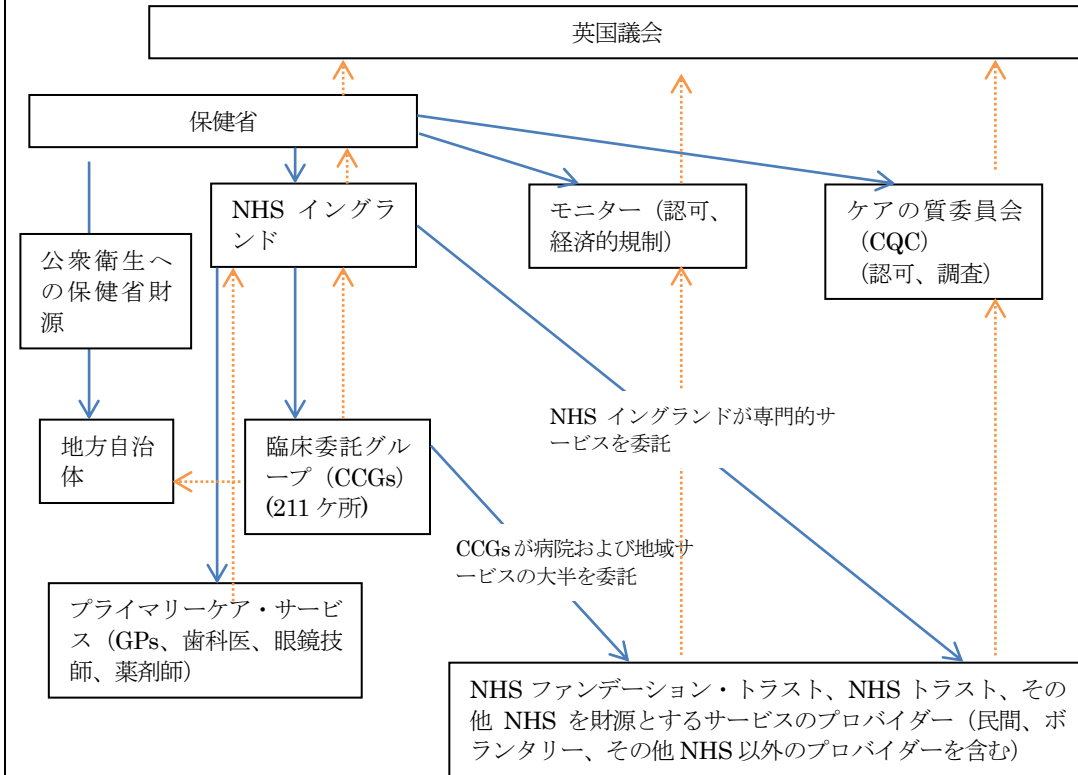 英国議会
保健省
NHS イングラ
ンド
モニター（認可、
経済的規制）
ケアの質委員会
（CQC）
（認可、調査）
公衆衛生へ
の保健省財
源
NHS イングランドが専門的サ
ービスを委託
地方自治
体
臨床委託グル
ープ（CCGs）
(211 ケ所)
CCGs が病院および地域サ
ービスの大半を委託
プライマリーケア・サービ
ス（GPs、歯科医、眼鏡技
師、薬剤師）
NHS ファンデーション・トラスト、NHS トラスト、その
他 NHS を財源とするサービスのプロバイダー（民間、ボ
ランタリー、その他 NHS 以外のプロバイダーを含む）